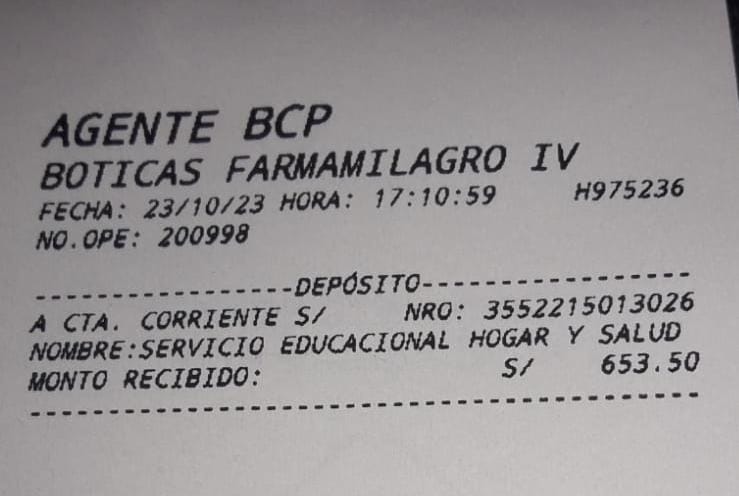 AGENTE BCP
BOTICAS FARMAMILAGRO IV
FECHA: 23/10/23 HORA: 17:10:59 H975236
NO.OPE: 200998
-----------------DEPÓSITO-----------------
A CTA. CORRIENTE S/ NRO: 3552215013026
NOMBRE:SERVICIO EDUCACIONAL HOGAR Y SALUD
MONTO RECIBIDO: S/ 653.50
------------------------------------------